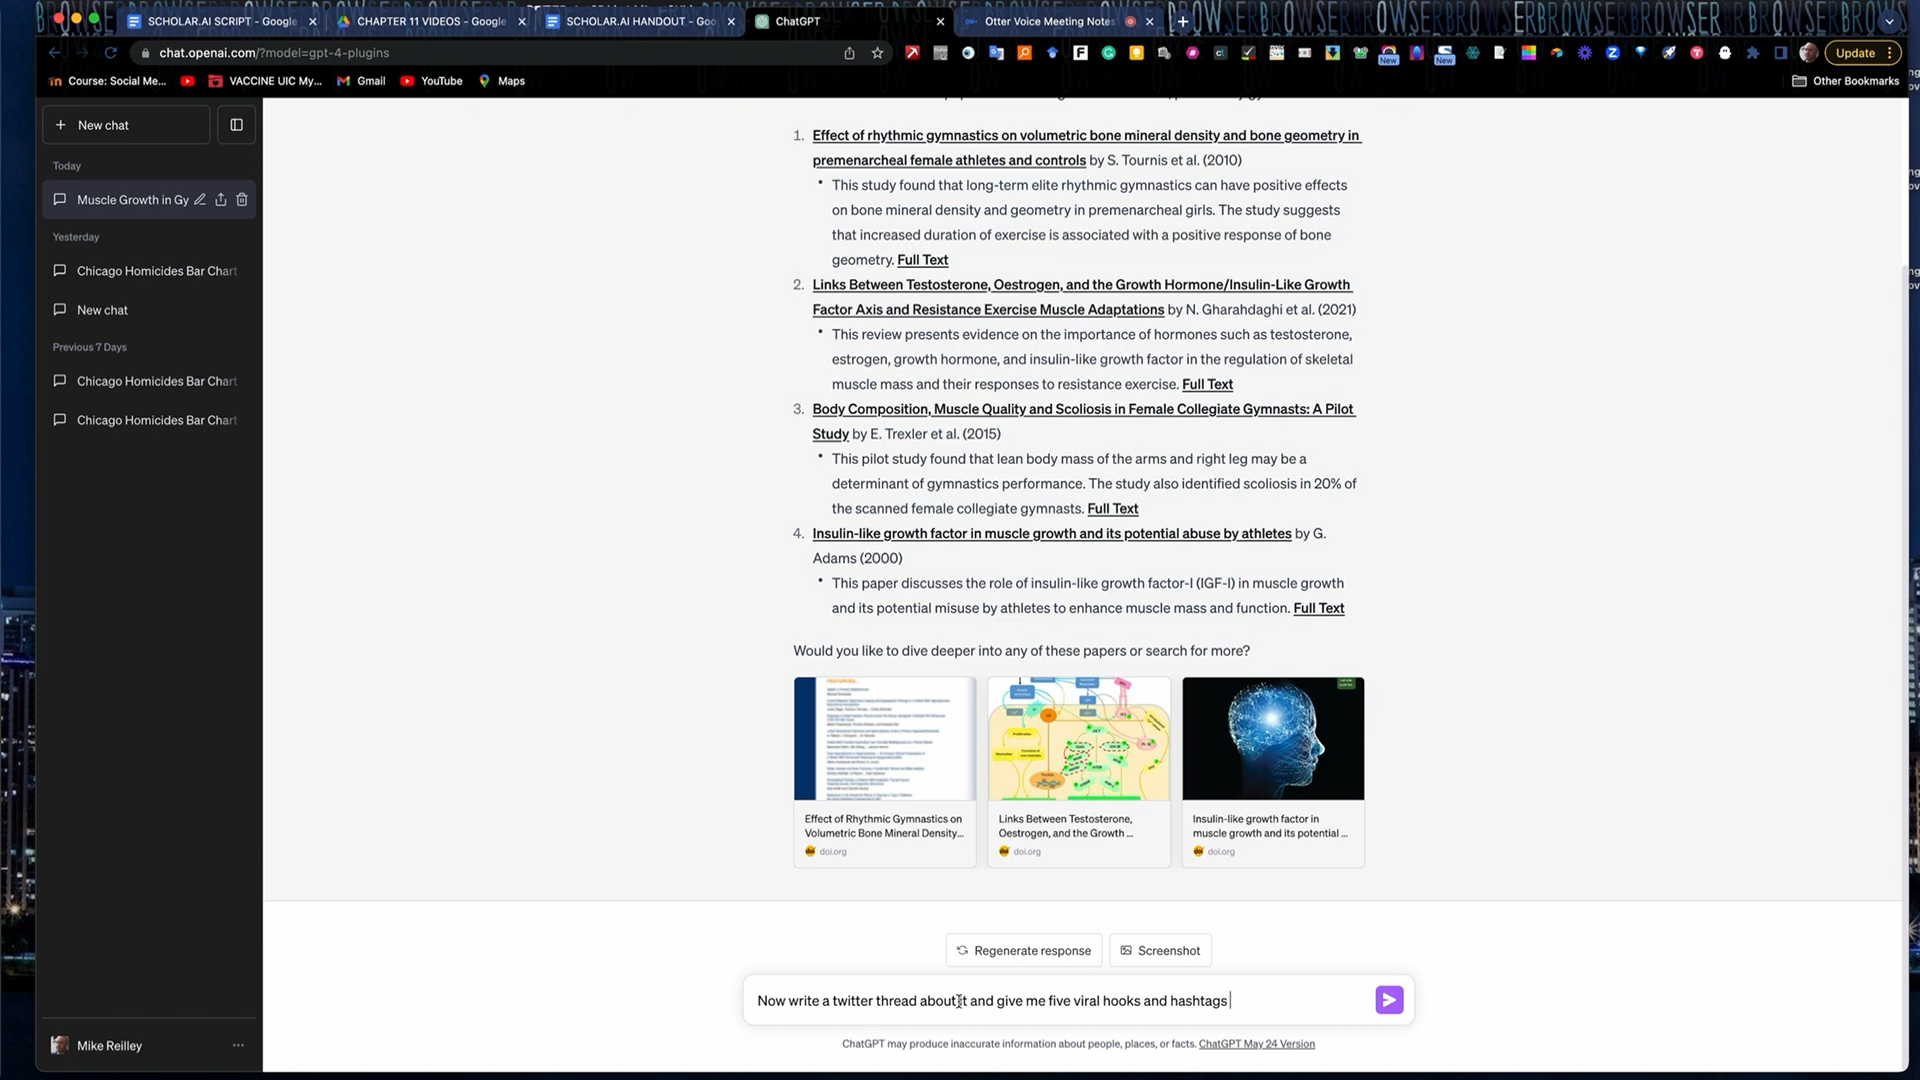 BROWSERBROWSERBROWSER
SCHOLAR.AI SCRIPT - Google
CHAPTER 11 VIDEOS - Google
SCHOLAR.AI HANDOUT - Goo
ChatGPT
Otter Voice Meeting Notes
chat.openai.com/?model=gpt-4-plugins
New
New
Update
Course: Social Me...
VACCINE UIC My...
Gmail
YouTube
Maps
Other Bookmarks
New chat
Today
Muscle Growth in Gy
Yesterday
Chicago Homicides Bar Chart
New chat
Previous 7 Days
Chicago Homicides Bar Chart
Chicago Homicides Bar Chart
Mike Reilley
1. Effect of rhythmic gymnastics on volumetric bone mineral density and bone geometry in
premenarcheal female athletes and controls by S. Tournis et al. (2010)
• This study found that long-term elite rhythmic gymnastics can have positive effects
on bone mineral density and geometry in premenarcheal girls. The study suggests
that increased duration of exercise is associated with a positive response of bone
geometry. Full Text
2. Links Between Testosterone, Oestrogen, and the Growth Hormone/Insulin-Like Growth
Factor Axis and Resistance Exercise Muscle Adaptations by N. Gharahdaghi et al. (2021)
• This review presents evidence on the importance of hormones such as testosterone,
estrogen, growth hormone, and insulin-like growth factor in the regulation of skeletal
muscle mass and their responses to resistance exercise. Full Text
3. Body Composition, Muscle Quality and Scoliosis in Female Collegiate Gymnasts: A Pilot
Study by E. Trexler et al. (2015)
• This pilot study found that lean body mass of the arms and right leg may be a
determinant of gymnastics performance. The study also identified scoliosis in 20% of
the scanned female collegiate gymnasts. Full Text
4. Insulin-like growth factor in muscle growth and its potential abuse by athletes by G.
Adams (2000)
• This paper discusses the role of insulin-like growth factor-I (IGF-I) in muscle growth
and its potential misuse by athletes to enhance muscle mass and function. Full Text
Would you like to dive deeper into any of these papers or search for more?
Effect of Rhythmic Gymnastics on
Volumetric Bone Mineral Density...
doi.org
Links Between Testosterone,
Oestrogen, and the Growth ...
doi.org
Insulin-like growth factor in
muscle growth and its potential ...
doi.org
Regenerate response
Screenshot
Now write a twitter thread about it and give me five viral hooks and hashtags
ChatGPT may produce inaccurate information about people, places, or facts. ChatGPT May 24 Version